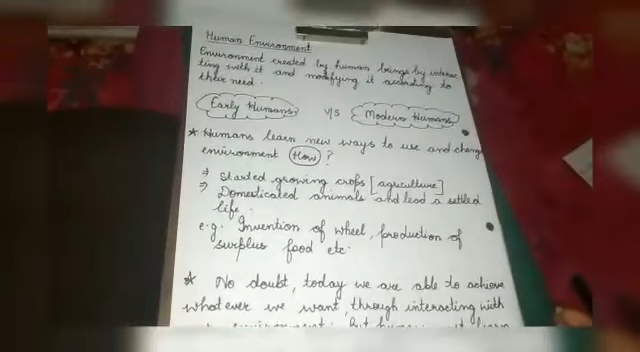 Human Environment
Environment created by human beings by interac
ting with it and modifying it according to
their need.
Early Humans v/s Modern Humans
* Humans learn new ways to use and change
environment How ?
⇒ Started growing crops [agriculture]
⇒ Domesticated animals and lead a settled
life.
e.g. Invention of wheel, production of
surplus food etc.
* No doubt, today we are able to achieve
whatever we want, through interacting with
environment. But